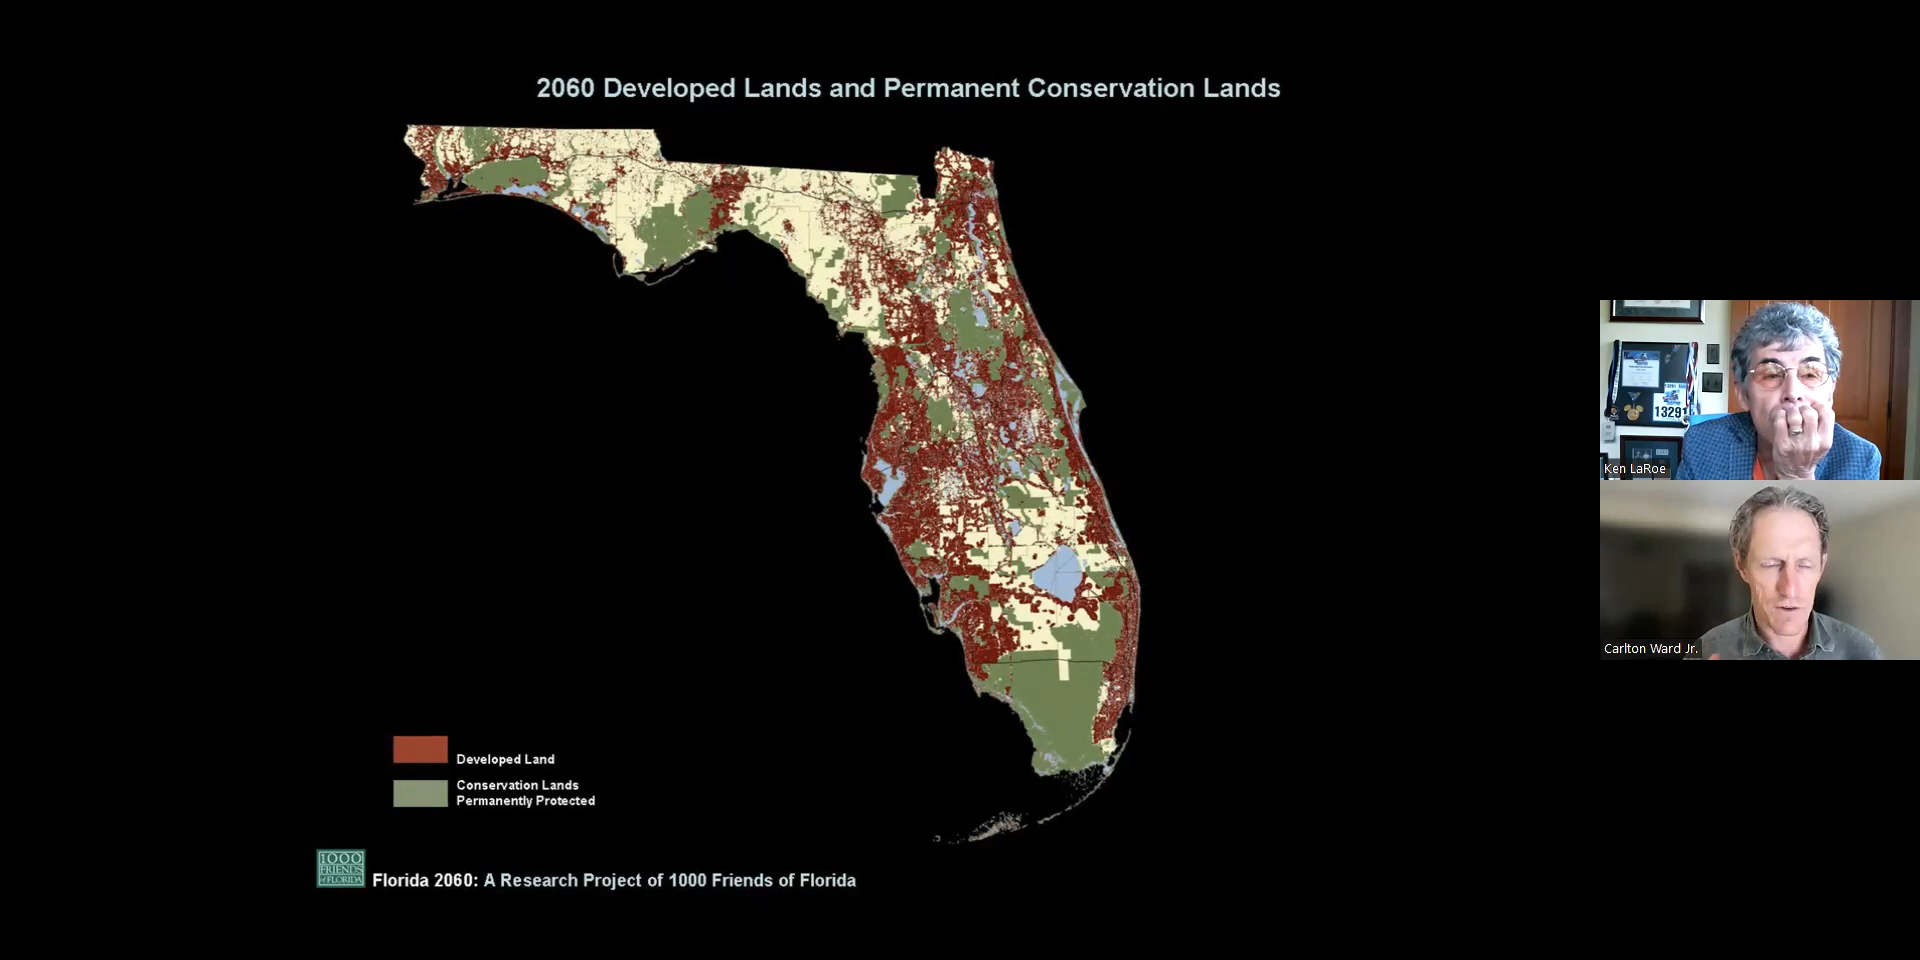 2060 Developed Lands and Permanent Conservation Lands
13291
Ken LaRoe
Carlton Ward Jr.
Developed Land
Conservation Lands
Permanently Protected
1000
FRIENDS
of FLORIDA
Florida 2060: A Research Project of 1000 Friends of Florida